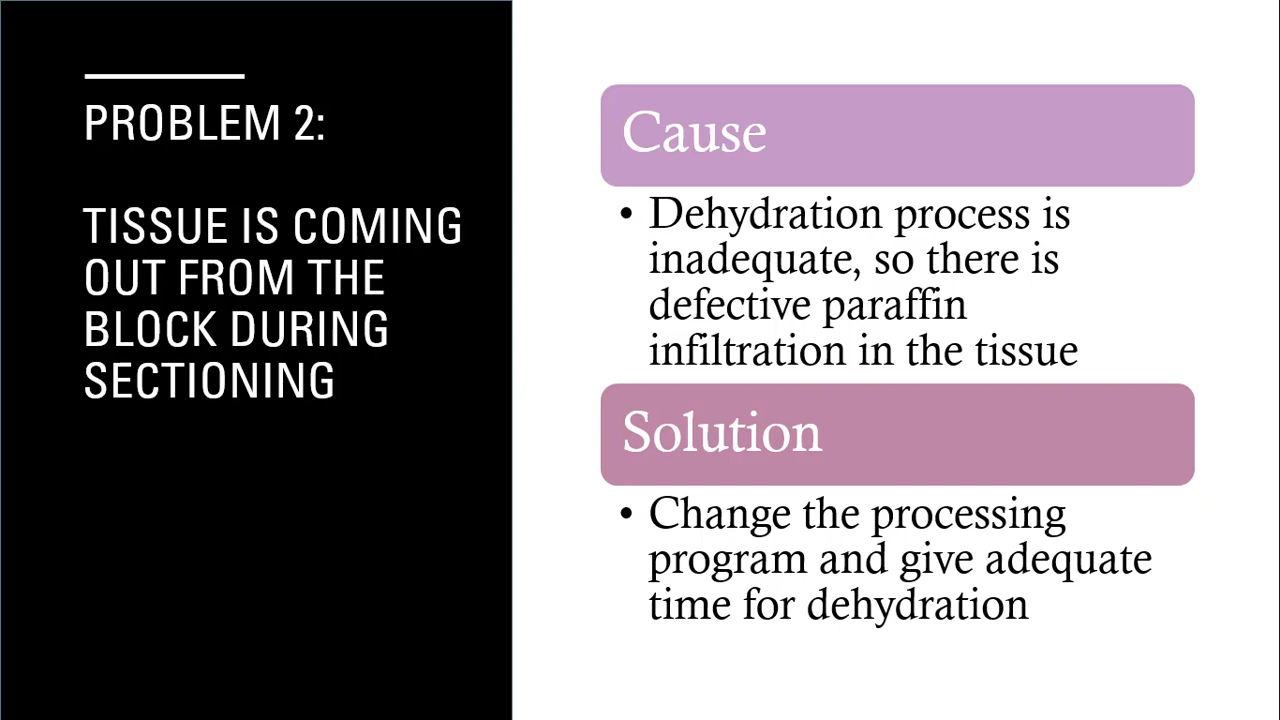 PROBLEM 2:
TISSUE IS COMING
OUT FROM THE
BLOCK DURING
SECTIONING
Cause
• Dehydration process is
inadequate, so there is
defective paraffin
infiltration in the tissue
Solution
• Change the processing
program and give adequate
time for dehydration